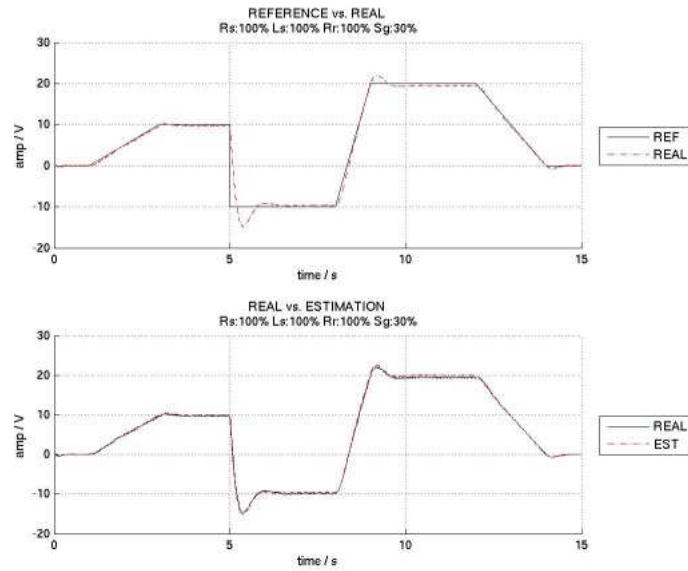 REFERENCE vs. REAL
Rs:100% Ls:100% Rr:100% Sg:30%
30
20
10
0
-10
-20
amp / V
0
5
10
15
time / s
REF
REAL
REAL vs. ESTIMATION
Rs:100% Ls:100% Rr:100% Sg:30%
30
20
10
0
-10
-20
amp / V
0
5
10
15
time / s
REAL
EST